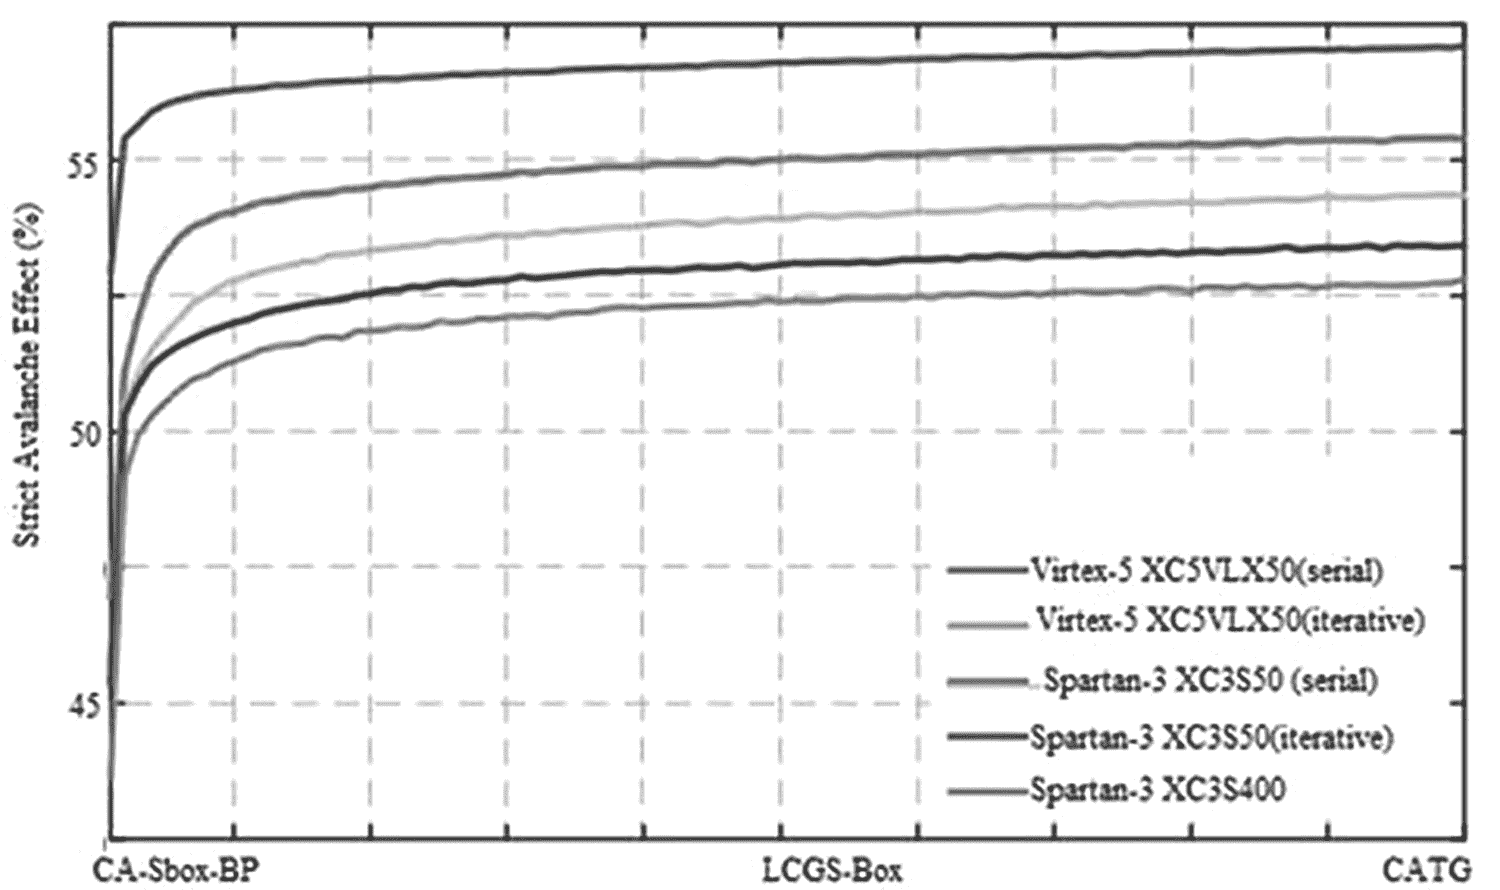 Strict Avalanche Effect (%)
55
50
45
Virtex-5 XC5VLX50(serial)
Virtex-5 XC5VLX50(iterative)
Spartan-3 XC3S50 (serial)
Spartan-3 XC3S50(iterative)
Spartan-3 XC3S400
CA-Sbox-BP LCGS-Box CATG